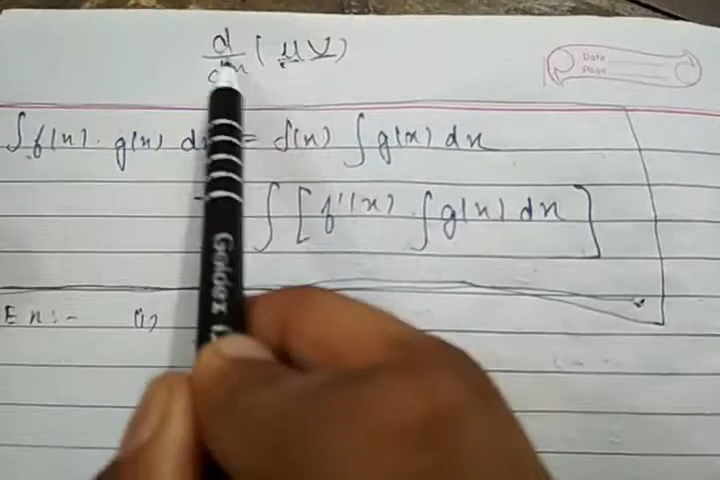 d/dx (uv)
Date
Page
∫f(x).g(x) dx = f(x) ∫g(x) dx
∫[f'(x).∫g(x) dx]
Ex:- (i)
Goldex